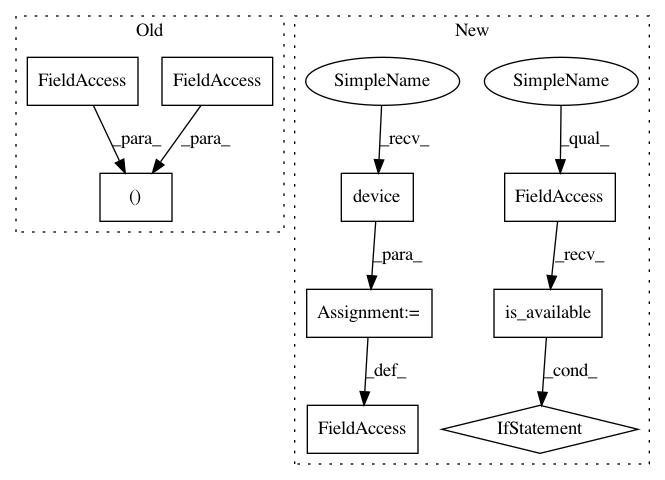 Old
New
FieldAccess
FieldAccess
SimpleName
SimpleName
_para_
_para_
_recv_
_qual_
()
device
FieldAccess
_para_
_recv_
Assignment:=
is_available
_def_
_cond_
FieldAccess
IfStatement